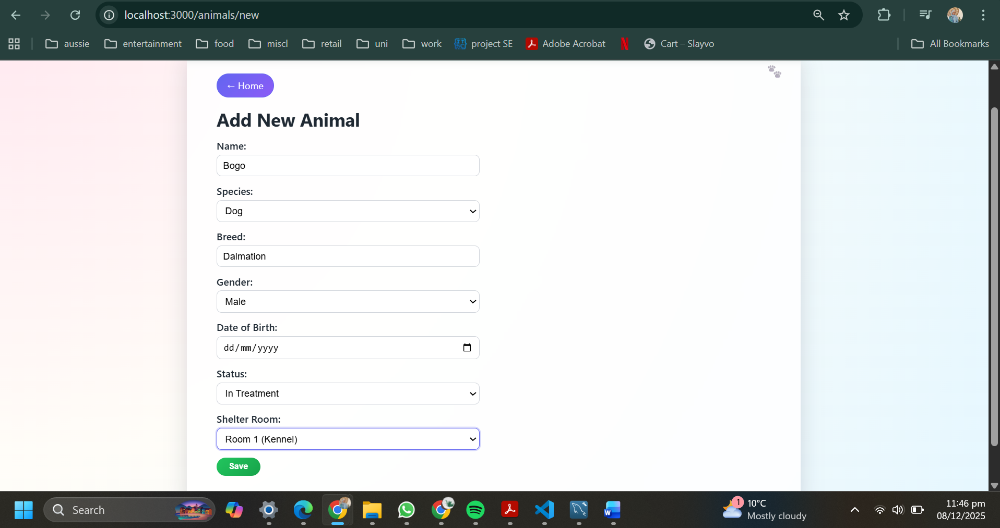 localhost:3000/animals/new
aussie entertainment food miscl retail uni work project SE Adobe Acrobat Cart – Slayvo All Bookmarks
← Home
Add New Animal
Name:
Bogo
Species:
Dog
Breed:
Dalmation
Gender:
Male
Date of Birth:
dd/mm/yyyy
Status:
In Treatment
Shelter Room:
Room 1 (Kennel)
Save
Search
1 10°C
Mostly cloudy
11:46 pm
08/12/2025